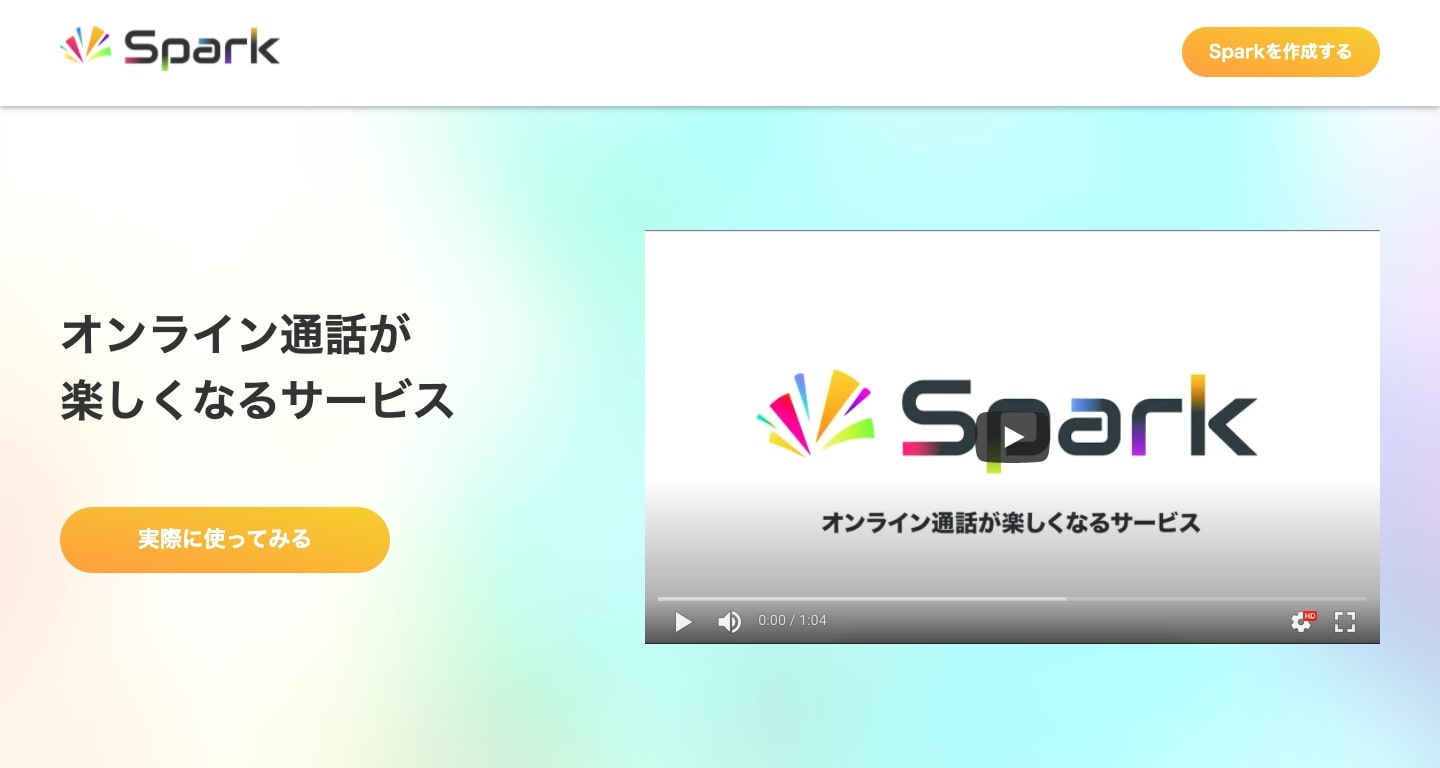 Spark
Sparkを作成する
オンライン通話が
楽しくなるサービス
実際に使ってみる
Spark
オンライン通話が楽しくなるサービス
0:00 / 1:04
HD